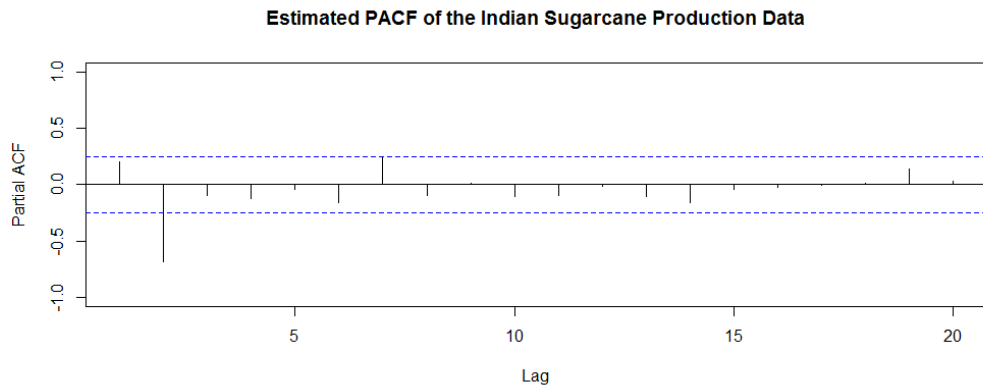 Estimated PACF of the Indian Sugarcane Production Data
Partial ACF
1.0
0.5
0.0
-0.5
-1.0
5 10 15 20
Lag